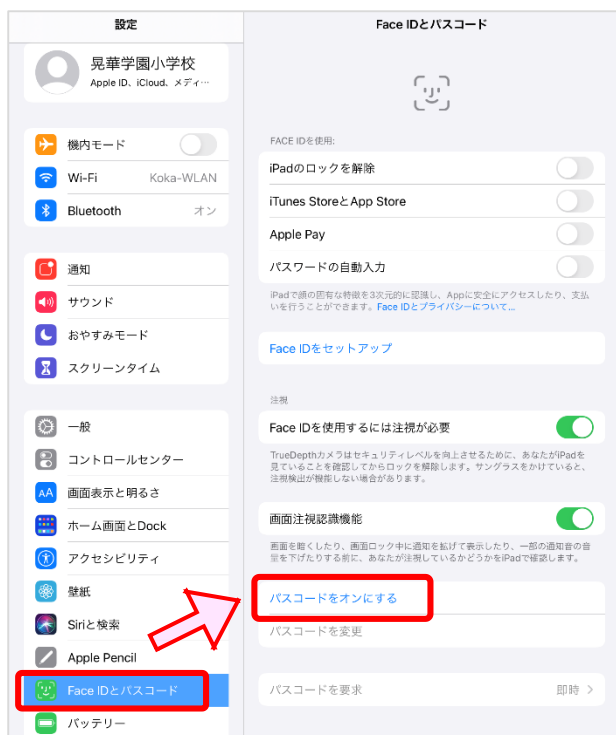 設定
晃華学園小学校
Apple ID、iCloud、メディ…
機内モード
Wi-Fi Koka-WLAN
Bluetooth オン
通知
サウンド
おやすみモード
スクリーンタイム
一般
コントロールセンター
AA 画面表示と明るさ
ホーム画面とDock
アクセシビリティ
壁紙
Siriと検索
Apple Pencil
Face IDとパスコード
バッテリー
Face IDとパスコード
FACE IDを使用:
iPadのロックを解除
iTunes StoreとApp Store
Apple Pay
パスワードの自動入力
iPadで顔の固有な特徴を3次元的に認識し、Appに安全にアクセスしたり、支払
いを行うことができます。Face IDとプライバシーについて...
Face IDをセットアップ
注視
Face IDを使用するには注視が必要
TrueDepthカメラはセキュリティレベルを向上させるために、あなたがiPadを
見ていることを確認してからロックを解除します。サングラスをかけていると、
注視検出が機能しない場合があります。
画面注視認識機能
画面を暗くしたり、画面ロック中に通知を拡げて表示したり、一部の通知音の音
量を下げたりする前に、あなたが注視しているかどうかをiPadで確認します。
パスコードをオンにする
パスコードを変更
パスコードを要求 即時 >